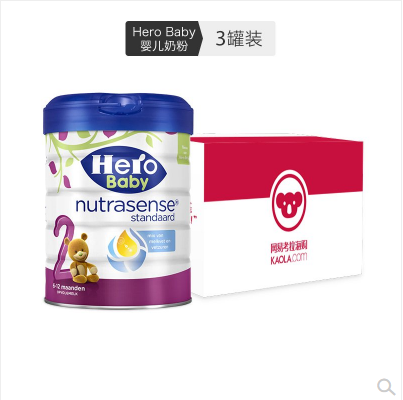 Hero Baby
婴儿奶粉
3罐装
Hero
Baby
nutrasense®
standaard
2
6-12 maanden
网易考拉海购
KAOLA.COM